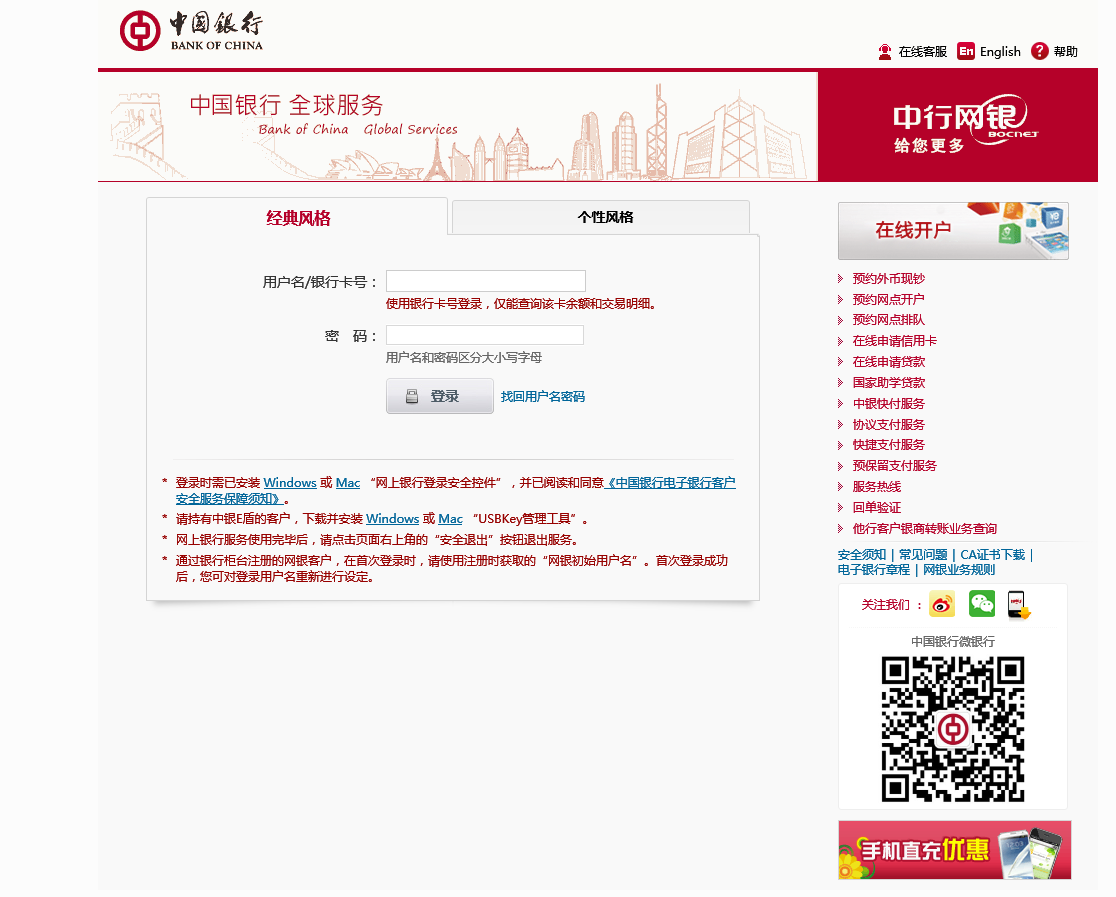 中国银行
BANK OF CHINA
在线客服 En English ? 帮助
中国银行 全球服务
Bank of China Global Services
中行网银
BOCNET
给您更多
经典风格
个性风格
用户名/银行卡号：
使用银行卡号登录，仅能查询该卡余额和交易明细。
密 码：
用户名和密码区分大小写字母
登录 找回用户名密码
* 登录时需已安装 Windows 或 Mac “网上银行登录安全控件”，并已阅读和同意《中国银行电子银行客户
安全服务保障须知》。
* 请持有中银E盾的客户，下载并安装 Windows 或 Mac “USBKey管理工具”。
* 网上银行服务使用完毕后，请点击页面右上角的“安全退出”按钮退出服务。
* 通过银行柜台注册的网银客户，在首次登录时，请使用注册时获取的“网银初始用户名”。首次登录成功
后，您可对登录用户名重新进行设定。
在线开户
预约外币现钞
预约网点开户
预约网点排队
在线申请信用卡
在线申请贷款
国家助学贷款
中银快付服务
协议支付服务
快捷支付服务
预保留支付服务
服务热线
回单验证
他行客户银商转账业务查询
安全须知 | 常见问题 | CA证书下载 |
电子银行章程 | 网银业务规则
关注我们 ：
中国银行微银行
手机直充优惠